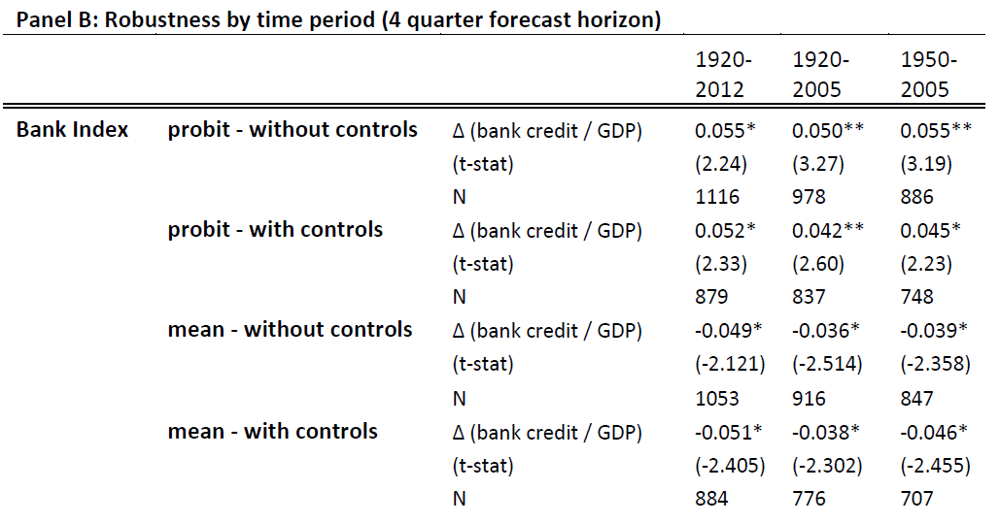 Panel B: Robustness by time period (4 quarter forecast horizon)
1920- 1920- 1950-
2012 2005 2005
Bank Index probit - without controls Δ (bank credit / GDP) 0.055* 0.050** 0.055**
(t-stat) (2.24) (3.27) (3.19)
N 1116 978 886
probit - with controls Δ (bank credit / GDP) 0.052* 0.042** 0.045*
(t-stat) (2.33) (2.60) (2.23)
N 879 837 748
mean - without controls Δ (bank credit / GDP) -0.049* -0.036* -0.039*
(t-stat) (-2.121) (-2.514) (-2.358)
N 1053 916 847
mean - with controls Δ (bank credit / GDP) -0.051* -0.038* -0.046*
(t-stat) (-2.405) (-2.302) (-2.455)
N 884 776 707